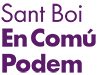 Sant Boi
En Comú
Podem